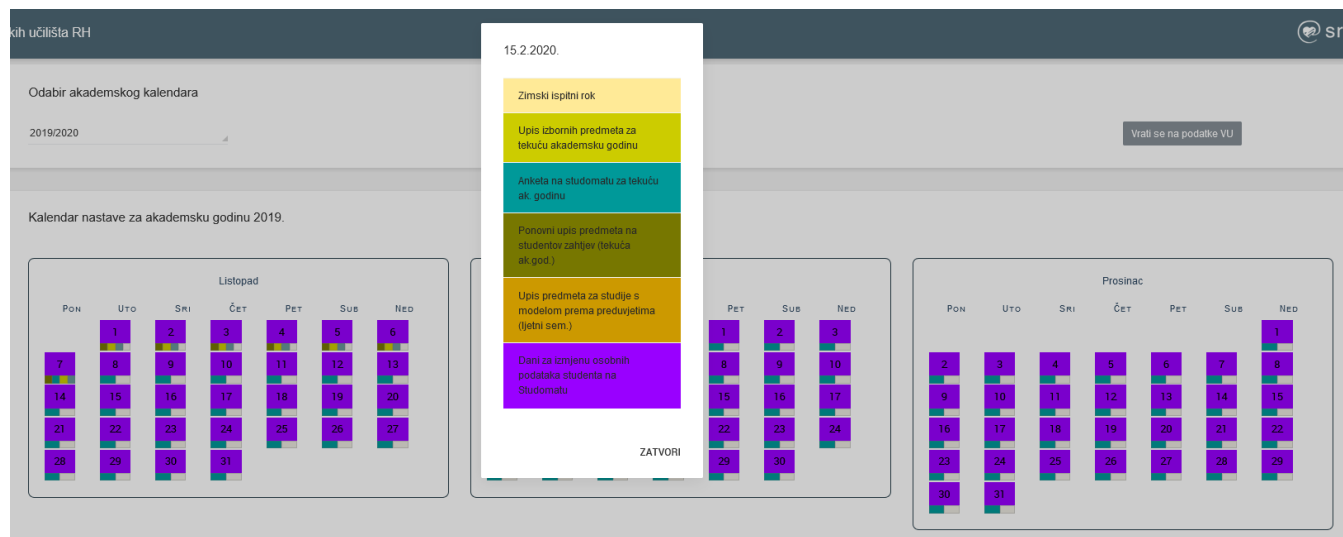 kih učilišta RH
sr
15.2.2020.
Odabir akademskog kalendara
Zimski ispitni rok
2019/2020
Vrati se na podatke VU
Upis izbornih predmeta za
tekuću akademsku godinu
Anketa na studomatu za tekuću
ak. godinu
Kalendar nastave za akademsku godinu 2019.
Ponovni upis predmeta na
studentov zahtjev (tekuća
ak.god.)
Upis predmeta za studije s
modelom prema preduvjetima
(ljetni sem.)
Dani za izmjenu osobnih
podataka studenta na
Studomatu
ZATVORI
Listopad
PON UTO SRI ČET PET SUB NED
1 2 3 4 5 6
7 8 9 10 11 12 13
14 15 16 17 18 19 20
21 22 23 24 25 26 27
28 29 30 31
PET SUB NED
1 2 3
8 9 10
15 16 17
22 23 24
29 30
Prosinac
PON UTO SRI ČET PET SUB NED
1
2 3 4 5 6 7 8
9 10 11 12 13 14 15
16 17 18 19 20 21 22
23 24 25 26 27 28 29
30 31